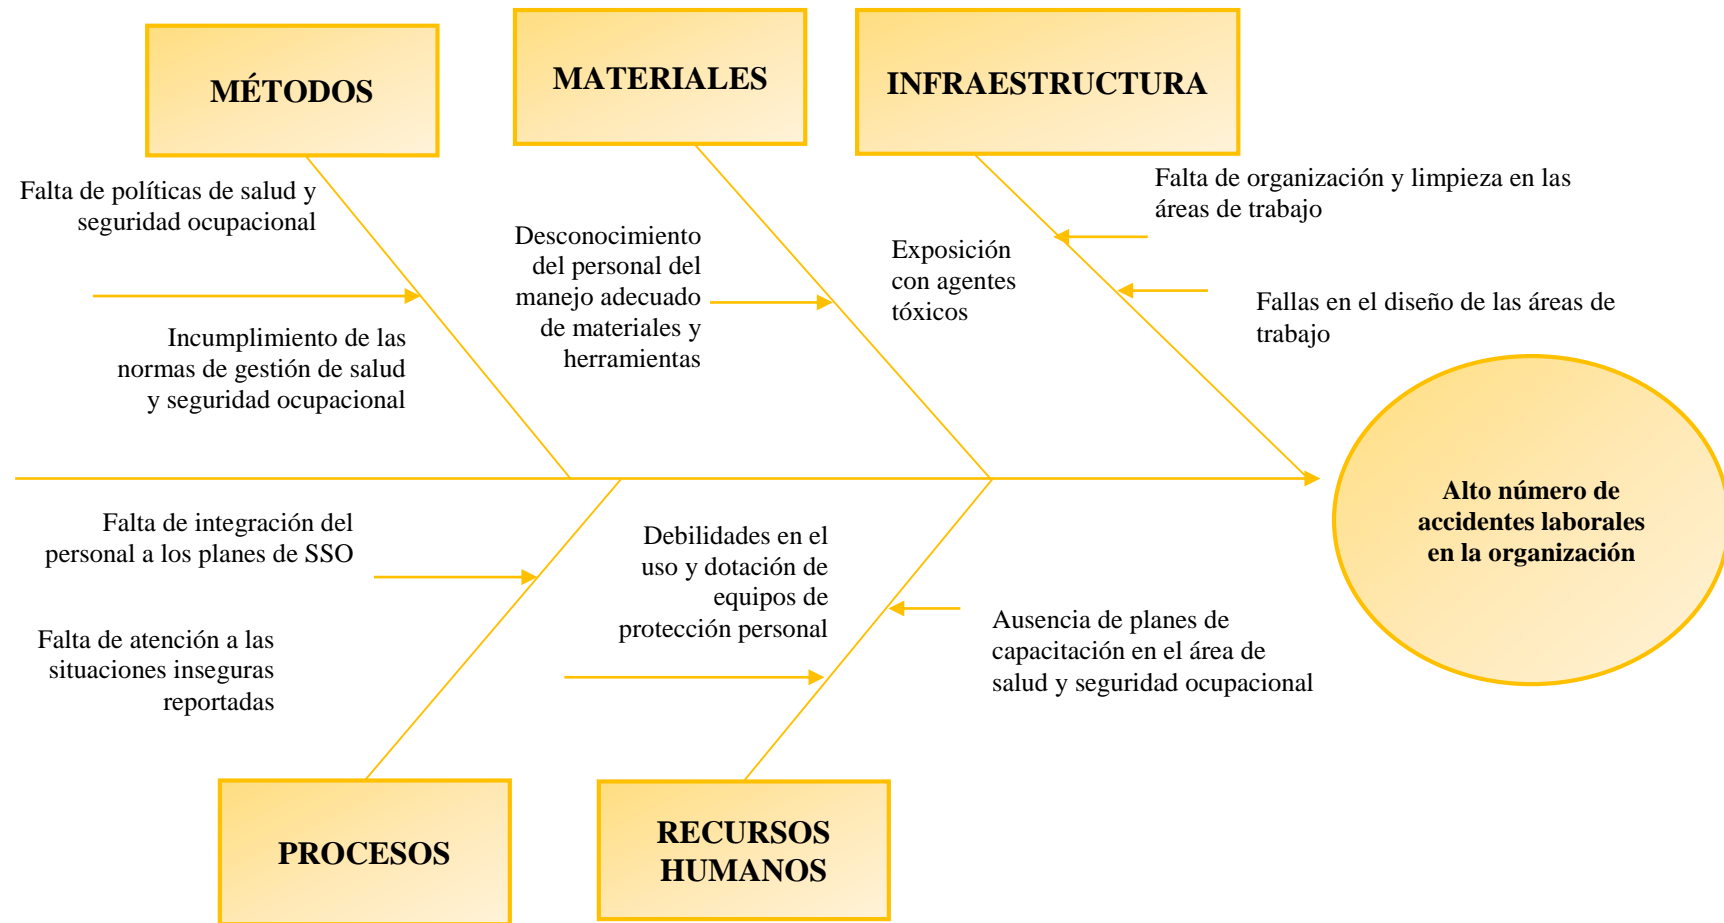 MÉTODOS
MATERIALES
INFRAESTRUCTURA
Falta de políticas de salud y
seguridad ocupacional
Incumplimiento de las
normas de gestión de salud
y seguridad ocupacional
Desconocimiento
del personal del
manejo adecuado
de materiales y
herramientas
Exposición
con agentes
tóxicos
Falta de organización y limpieza en las
áreas de trabajo
Fallas en el diseño de las áreas de
trabajo
Alto número de
accidentes laborales
en la organización
Falta de integración del
personal a los planes de SSO
Falta de atención a las
situaciones inseguras
reportadas
Debilidades en el
uso y dotación de
equipos de
protección personal
Ausencia de planes de
capacitación en el área de
salud y seguridad ocupacional
PROCESOS
RECURSOS
HUMANOS